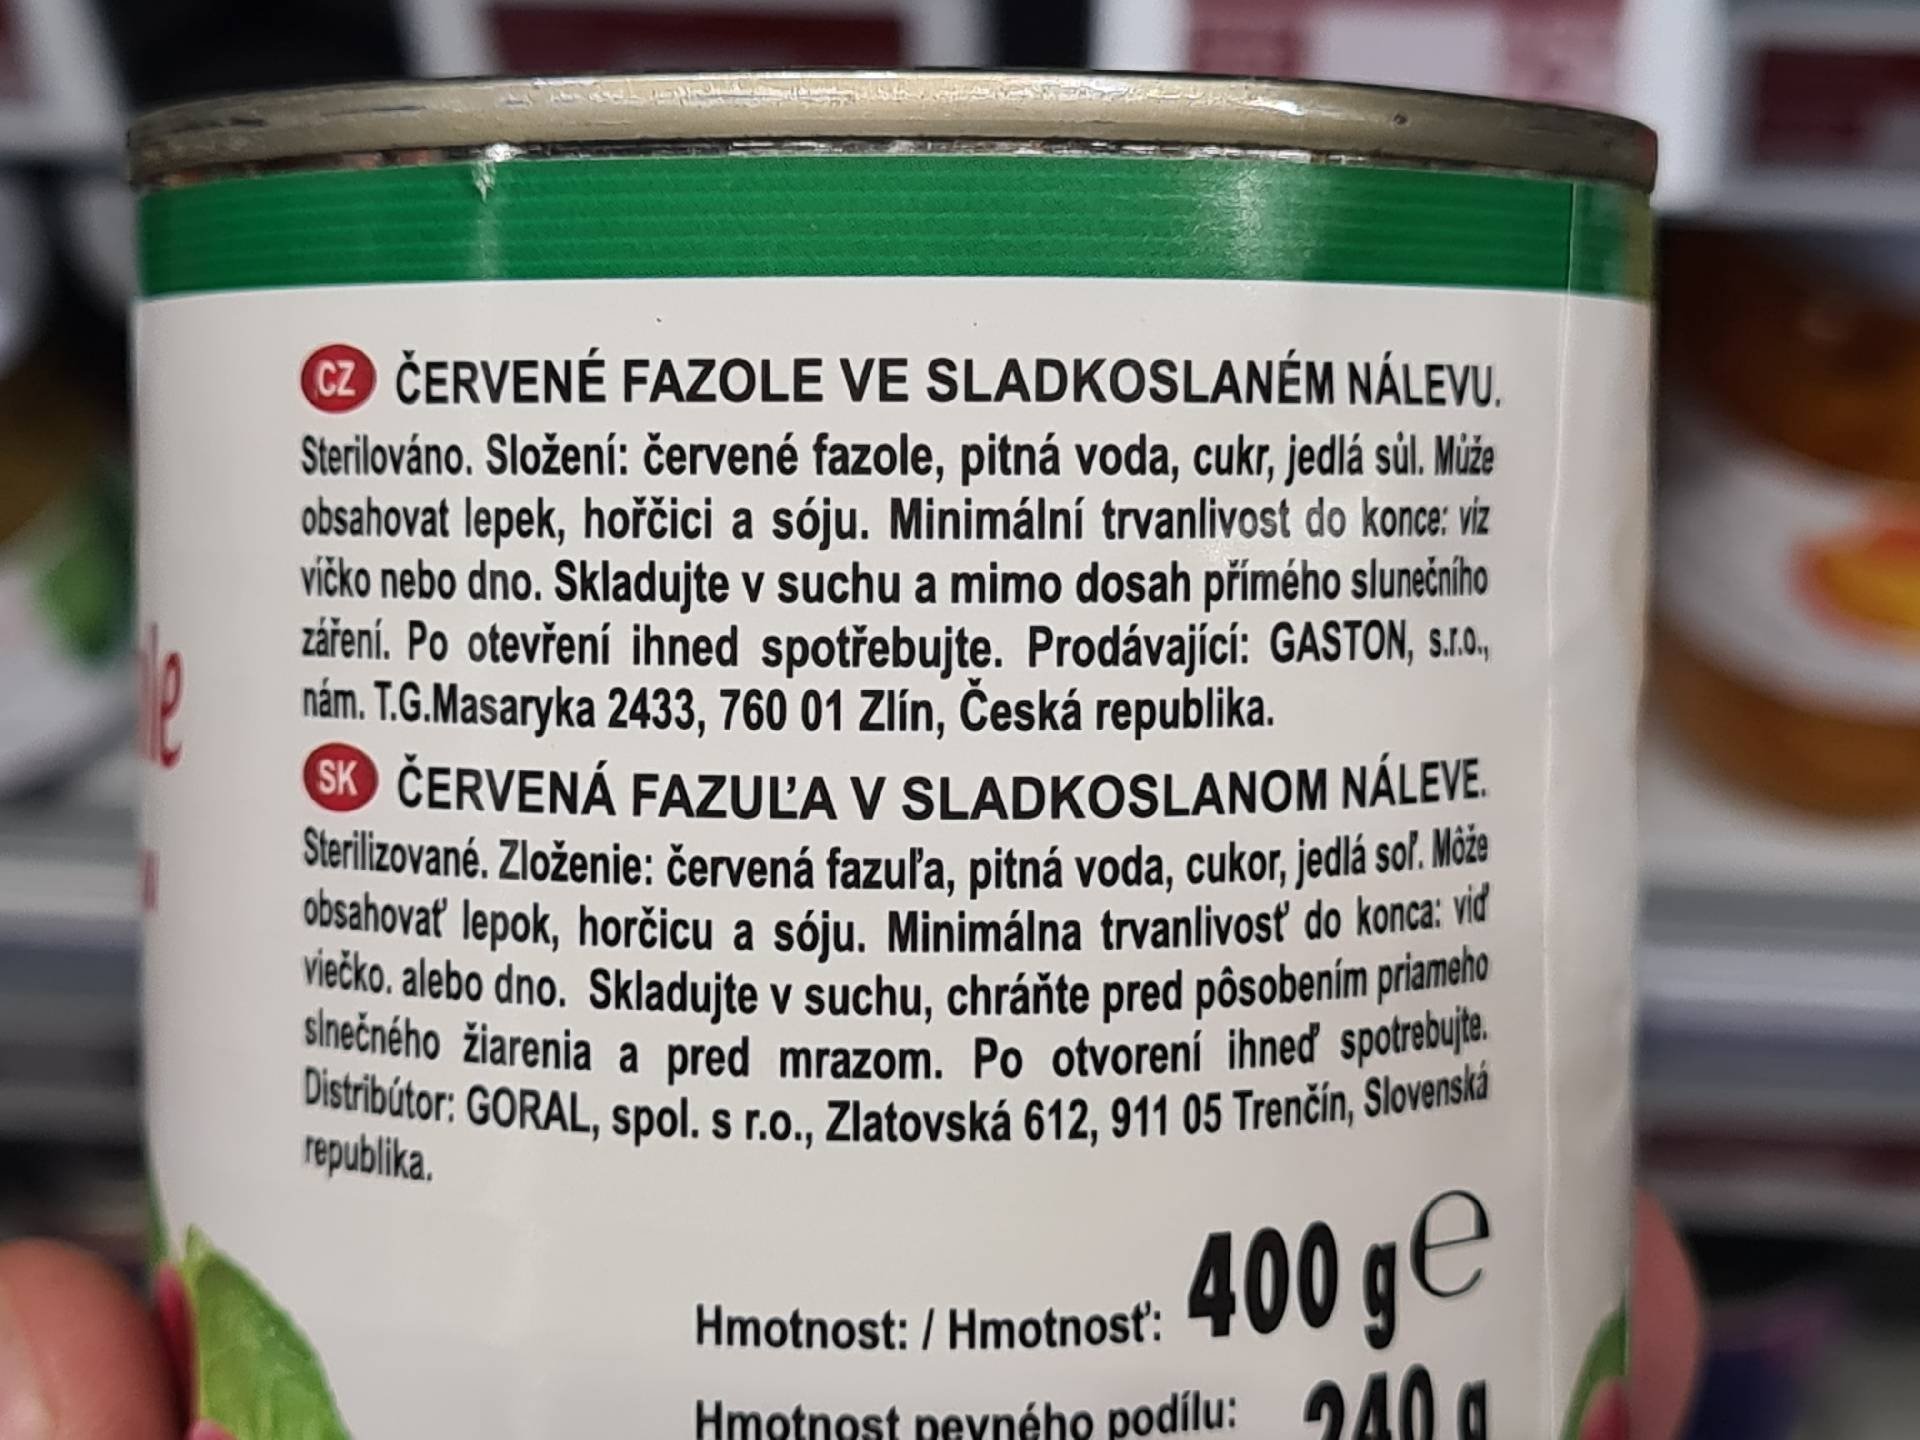 CZ ČERVENÉ FAZOLE VE SLADKOSLANÉM NÁLEVU.
Sterilováno. Složení: červené fazole, pitná voda, cukr, jedlá sůl. Může
obsahovat lepek, hořčici a sóju. Minimální trvanlivost do konce: viz
víčko nebo dno. Skladujte v suchu a mimo dosah přímého slunečního
záření. Po otevření ihned spotřebujte. Prodávající: GASTON, s.r.o.,
nám. T.G.Masaryka 2433, 760 01 Zlín, Česká republika.
SK ČERVENÁ FAZUĽA V SLADKOSLANOM NÁLEVE.
Sterilizované. Zloženie: červená fazuľa, pitná voda, cukor, jedlá soľ. Môže
obsahovať lepok, horčicu a sóju. Minimálna trvanlivosť do konca: viď
viečko. alebo dno. Skladujte v suchu, chráňte pred pôsobením priameho
slnečného žiarenia a pred mrazom. Po otvorení ihneď spotrebujte.
Distribútor: GORAL, spol. s r.o., Zlatovská 612, 911 05 Trenčín, Slovenská
republika.
Hmotnost: / Hmotnosť: 400 g e
Hmotnost pevného podílu: 240 g